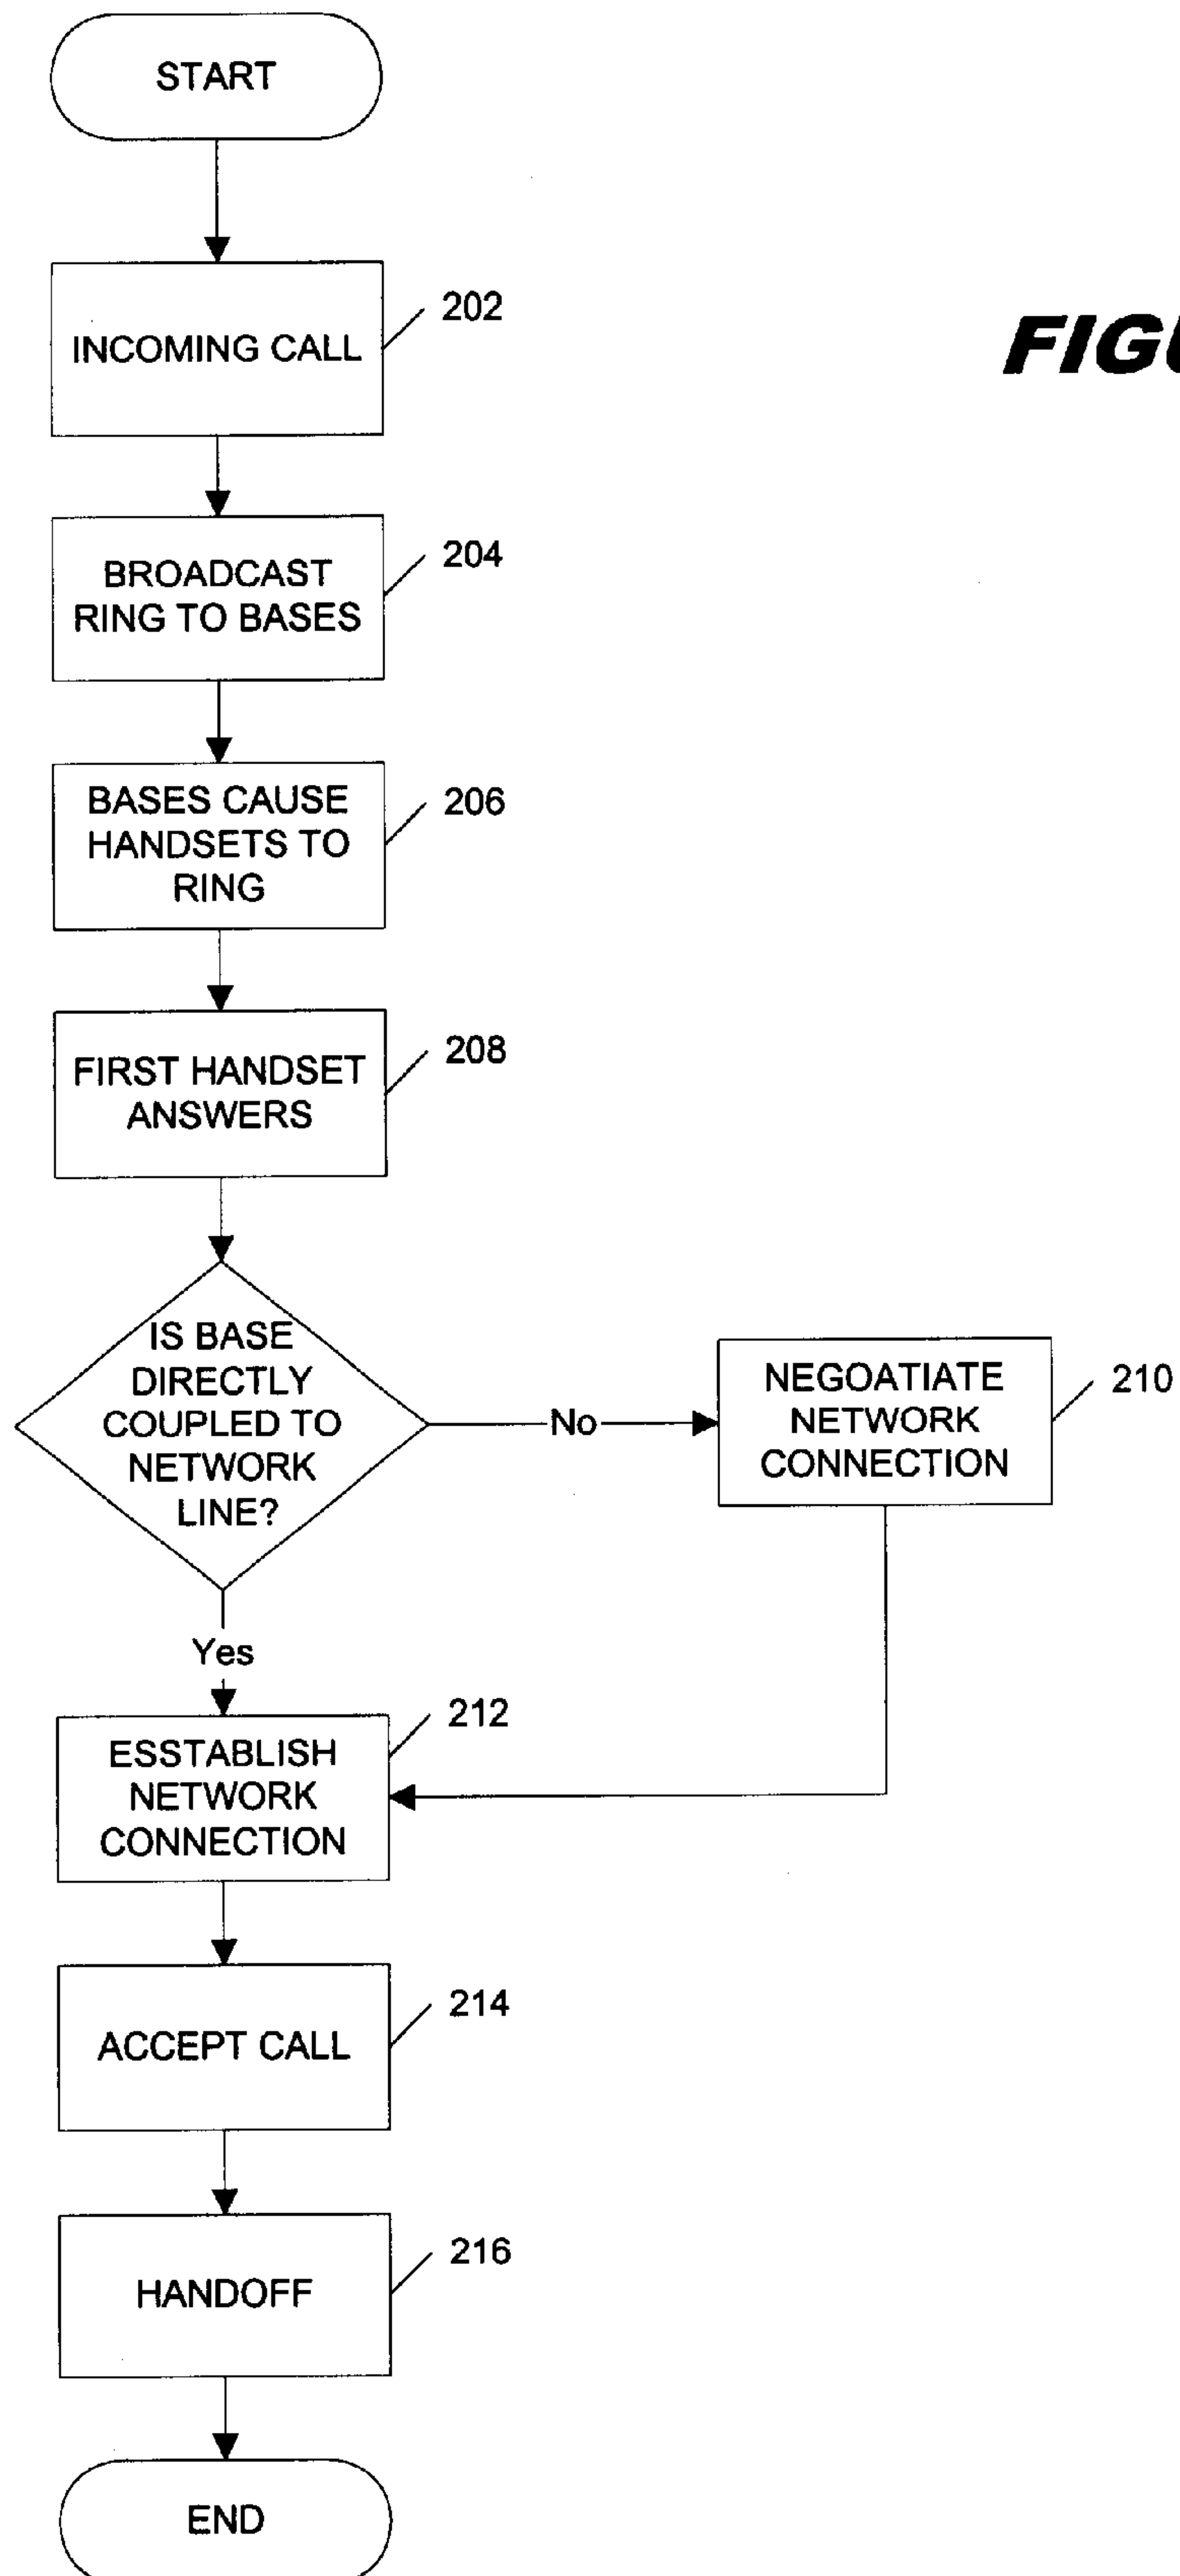 START
INCOMING CALL
202
FIGU
BROADCAST
RING TO BASES
204
BASES CAUSE
HANDSETS TO
RING
206
FIRST HANDSET
ANSWERS
208
IS BASE
DIRECTLY
COUPLED TO
NETWORK
LINE?
No
NEGOATIATE
NETWORK
CONNECTION
210
Yes
ESSTABLISH
NETWORK
CONNECTION
212
ACCEPT CALL
214
HANDOFF
216
END